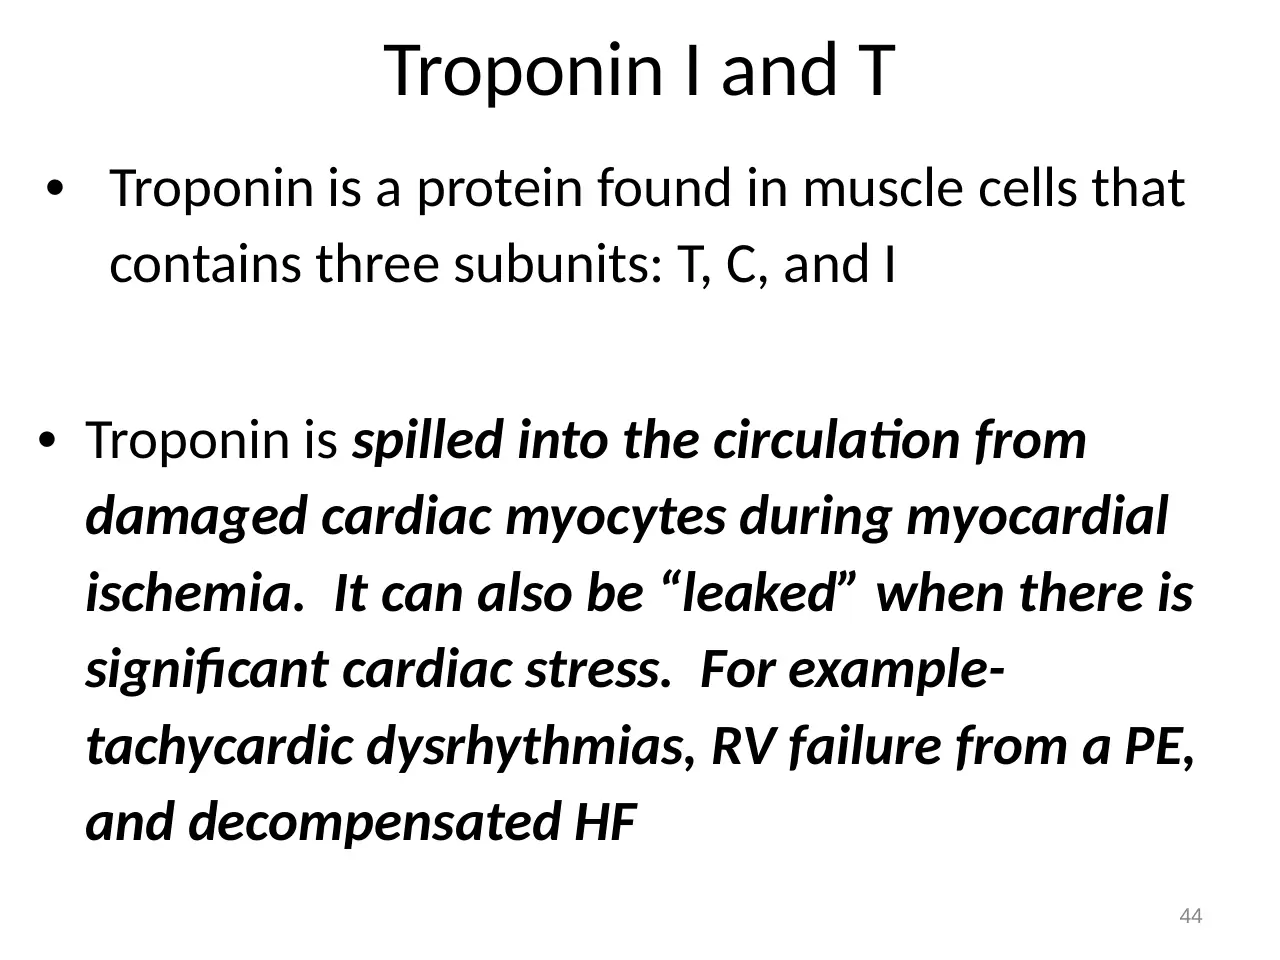 Troponin I and T
• Troponin is a protein found in muscle cells that
contains three subunits: T, C, and I
• Troponin is spilled into the circulation from
damaged cardiac myocytes during myocardial
ischemia.  It can also be “leaked” when there is
significant cardiac stress.  For example-
tachycardic dysrhythmias, RV failure from a PE,
and decompensated HF
44